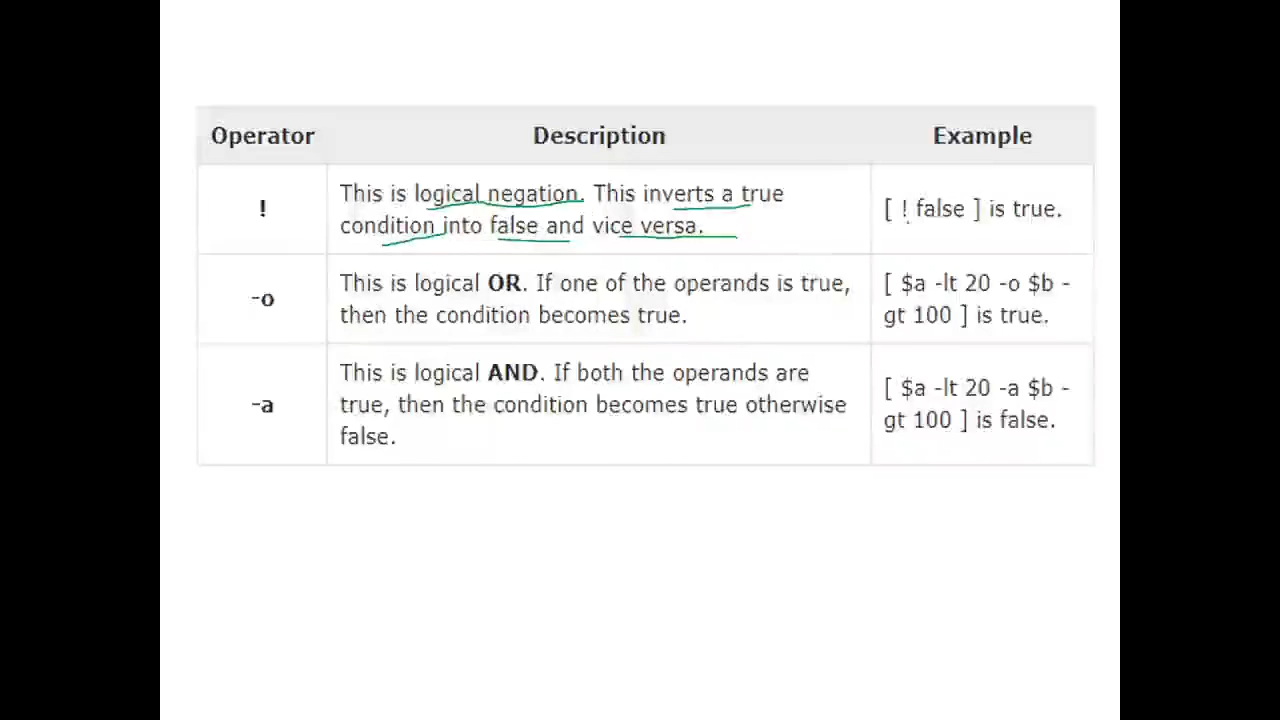 Operator Description Example
! This is logical negation. This inverts a true
condition into false and vice versa.
[ ! false ] is true.
-o This is logical OR. If one of the operands is true,
then the condition becomes true.
[ $a -lt 20 -o $b -
gt 100 ] is true.
-a This is logical AND. If both the operands are
true, then the condition becomes true otherwise
false.
[ $a -lt 20 -a $b -
gt 100 ] is false.